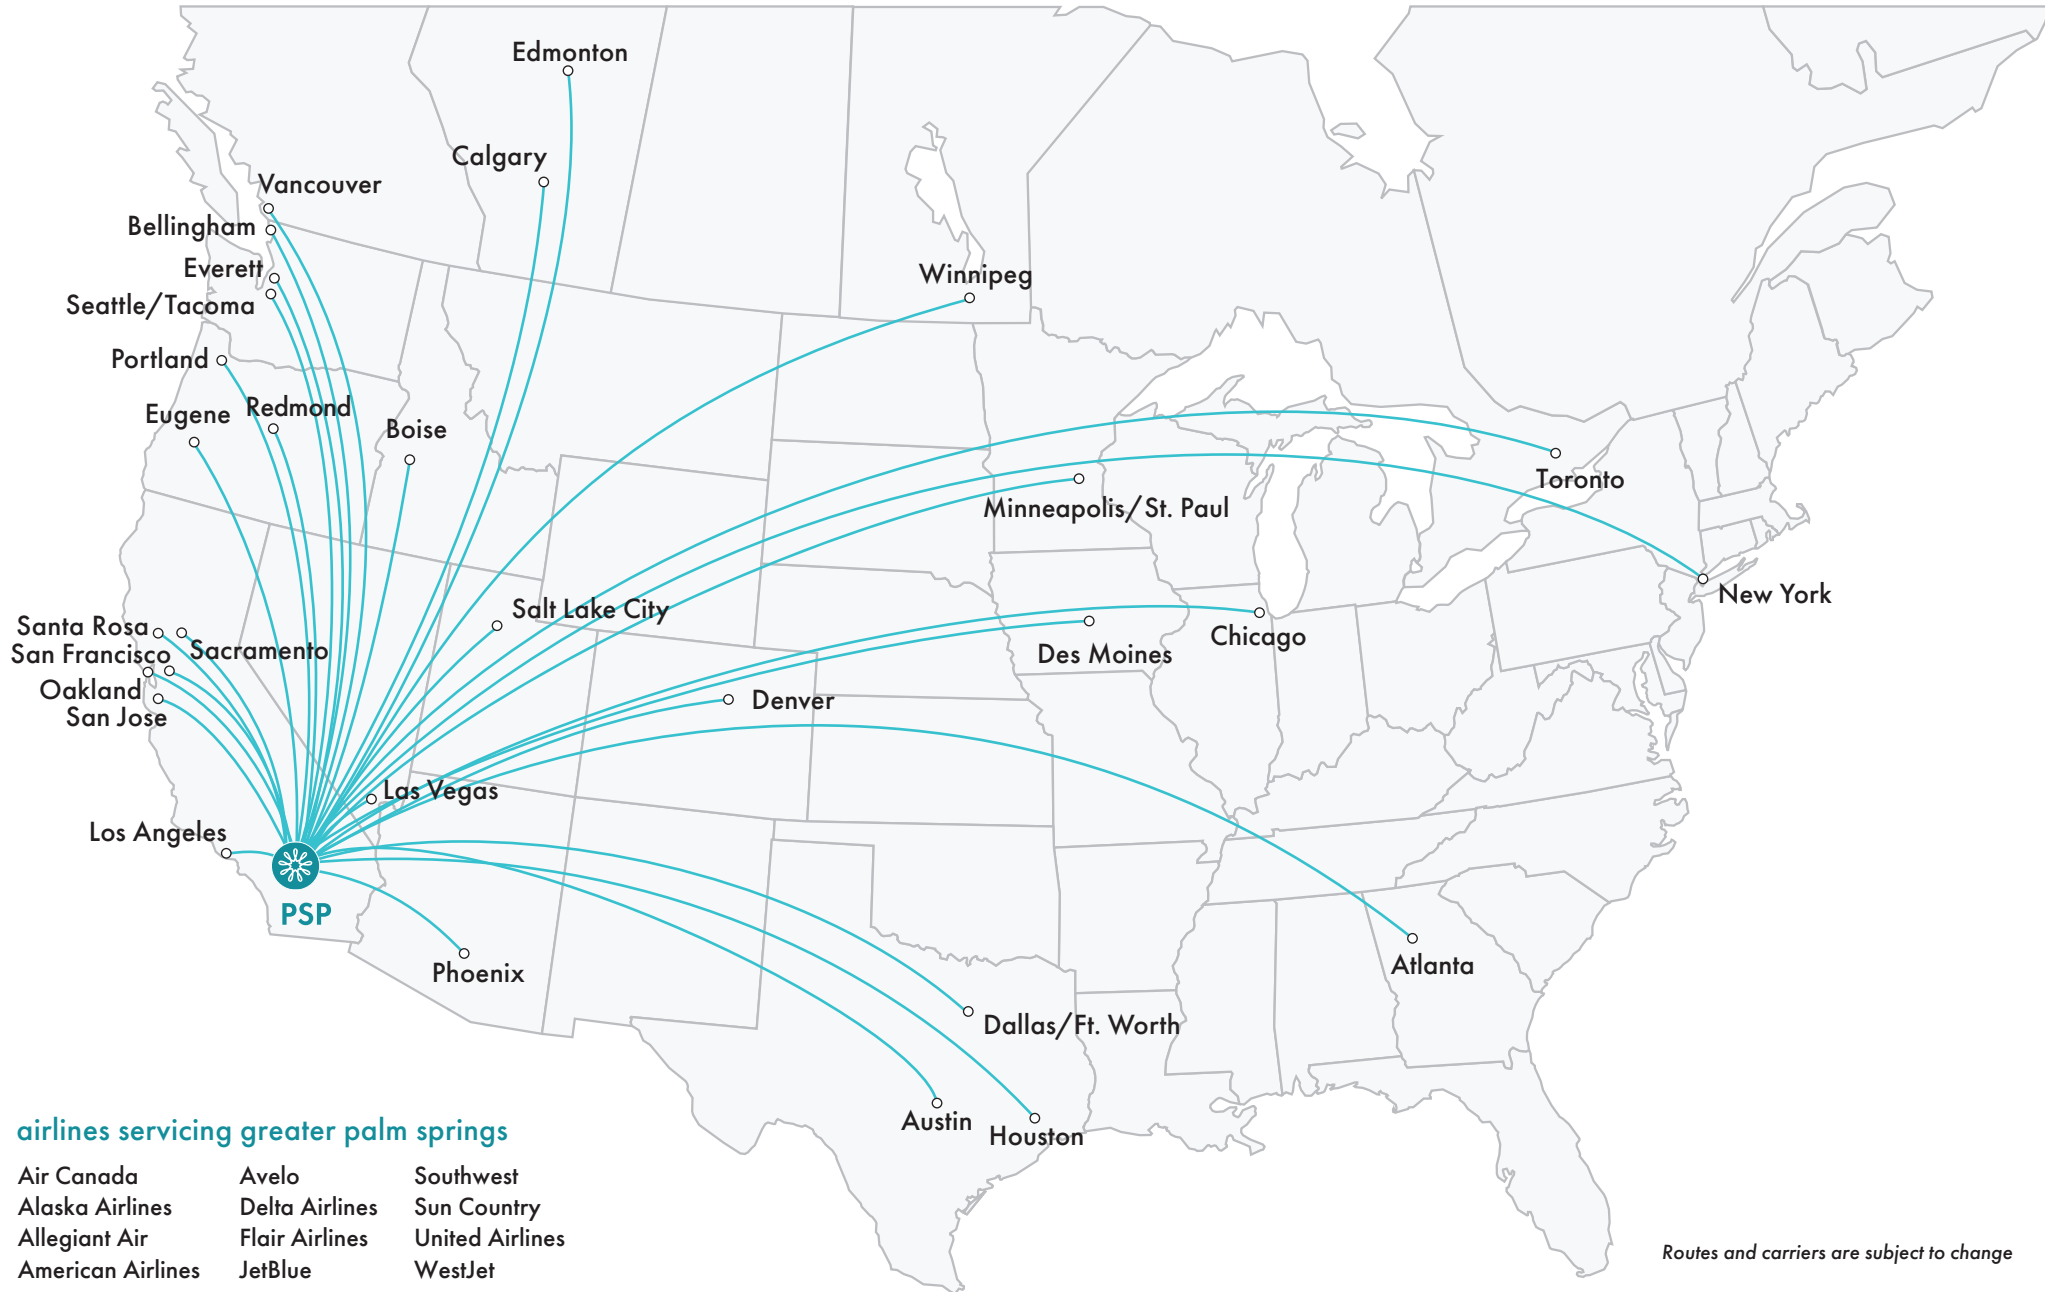 Edmonton
Calgary
Vancouver
Bellingham
Everett
Seattle/Tacoma
Winnipeg
Portland
Eugene
Redmond
Boise
Toronto
Minneapolis/St. Paul
New York
Salt Lake City
Santa Rosa
Sacramento
San Francisco
Chicago
Des Moines
Oakland
San Jose
Denver
Las Vegas
Los Angeles
PSP
Phoenix
Atlanta
Dallas/Ft. Worth
Austin
Houston
airlines servicing greater palm springs
Air Canada
Alaska Airlines
Allegiant Air
American Airlines
Avelo
Delta Airlines
Flair Airlines
JetBlue
Southwest
Sun Country
United Airlines
WestJet
Routes and carriers are subject to change